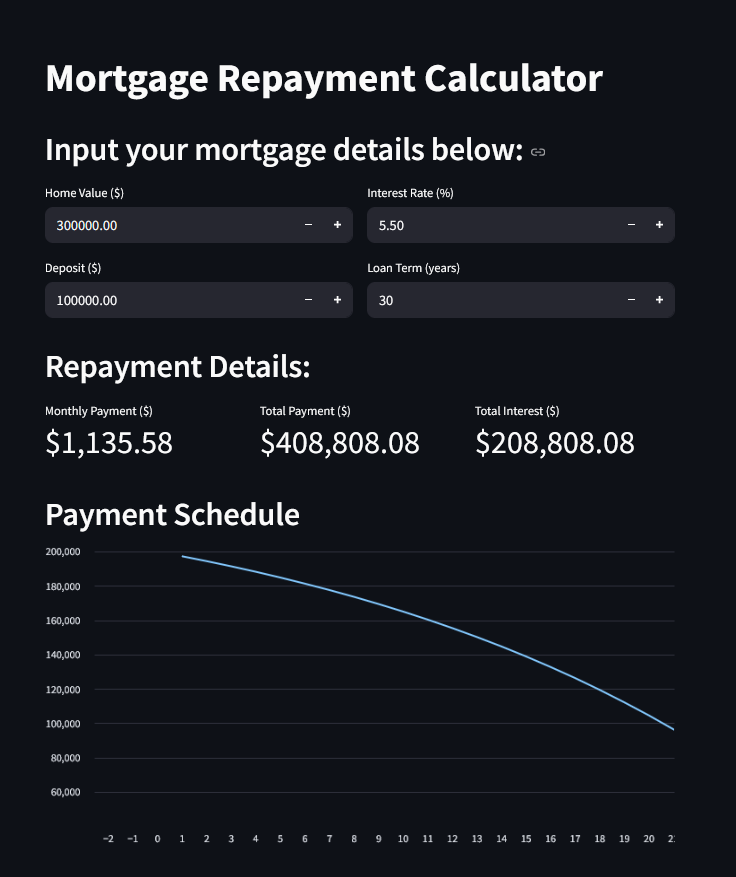 Mortgage Repayment Calculator
Input your mortgage details below:
Home Value ($) Interest Rate (%)
300000.00 − + 5.50 − +
Deposit ($) Loan Term (years)
100000.00 − + 30 − +
Repayment Details:
Monthly Payment ($) Total Payment ($) Total Interest ($)
$1,135.58 $408,808.08 $208,808.08
Payment Schedule
200,000
180,000
160,000
140,000
120,000
100,000
80,000
60,000
−2 −1 0 1 2 3 4 5 6 7 8 9 10 11 12 13 14 15 16 17 18 19 20